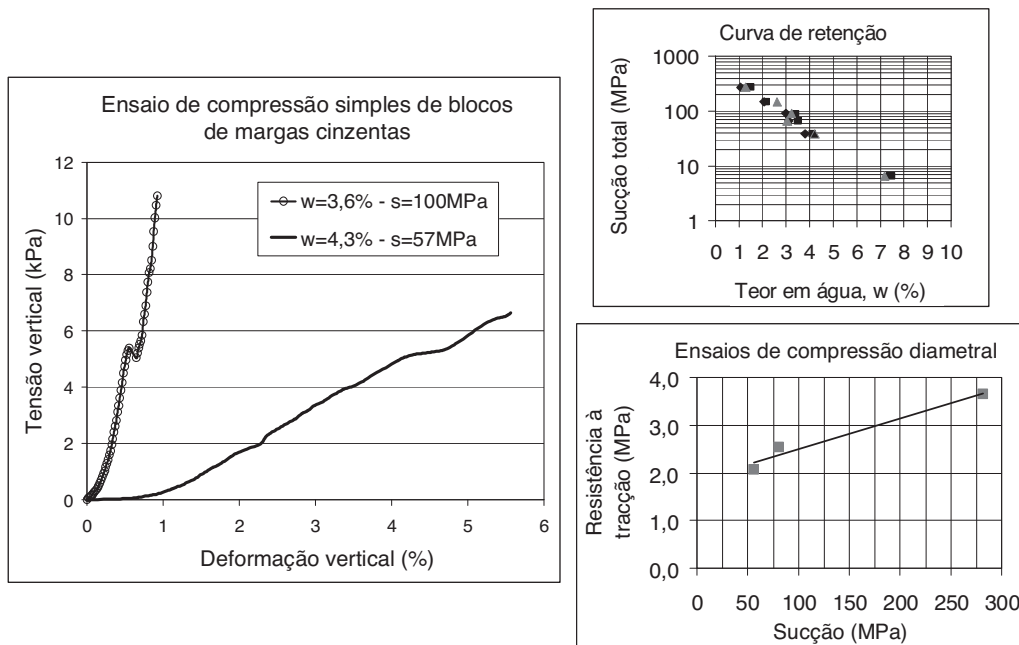 Ensaio de compressão simples de blocos
de margas cinzentas
12
10
8
6
4
2
0
Tensão vertical (kPa)
w=3,6% - s=100MPa
w=4,3% - s=57MPa
0 1 2 3 4 5 6
Deformação vertical (%)
Curva de retenção
1000
100
10
1
Sucção total (MPa)
0 1 2 3 4 5 6 7 8 9 10
Teor em água, w (%)
Ensaios de compressão diametral
4,0
3,0
2,0
1,0
0,0
Resistência à
tracção (MPa)
0 50 100 150 200 250 300
Sucção (MPa)